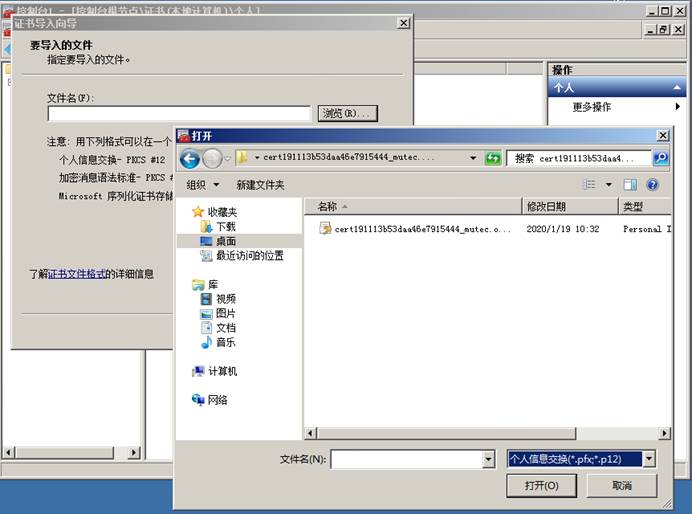 控制台1 - [控制台根节点\证书(本地计算机)\个人]
证书导入向导
要导入的文件
指定要导入的文件。
文件名(F):
浏览(R)...
注意: 用下列格式可以在一个
个人信息交换- PKCS #12
加密消息语法标准- PKCS #
Microsoft 序列化证书存储
了解证书文件格式的详细信息
操作
个人
更多操作
打开
cert191113b53daa46e7915444_mutec....
搜索 cert191113b53daa4...
组织
新建文件夹
收藏夹
下载
桌面
最近访问的位置
库
视频
图片
文档
音乐
计算机
网络
名称
修改日期
类型
cert191113b53daa46e7915444_mutec.o...
2020/1/19 10:32
Personal I
文件名(N):
个人信息交换(*.pfx;*.p12)
打开(O)
取消